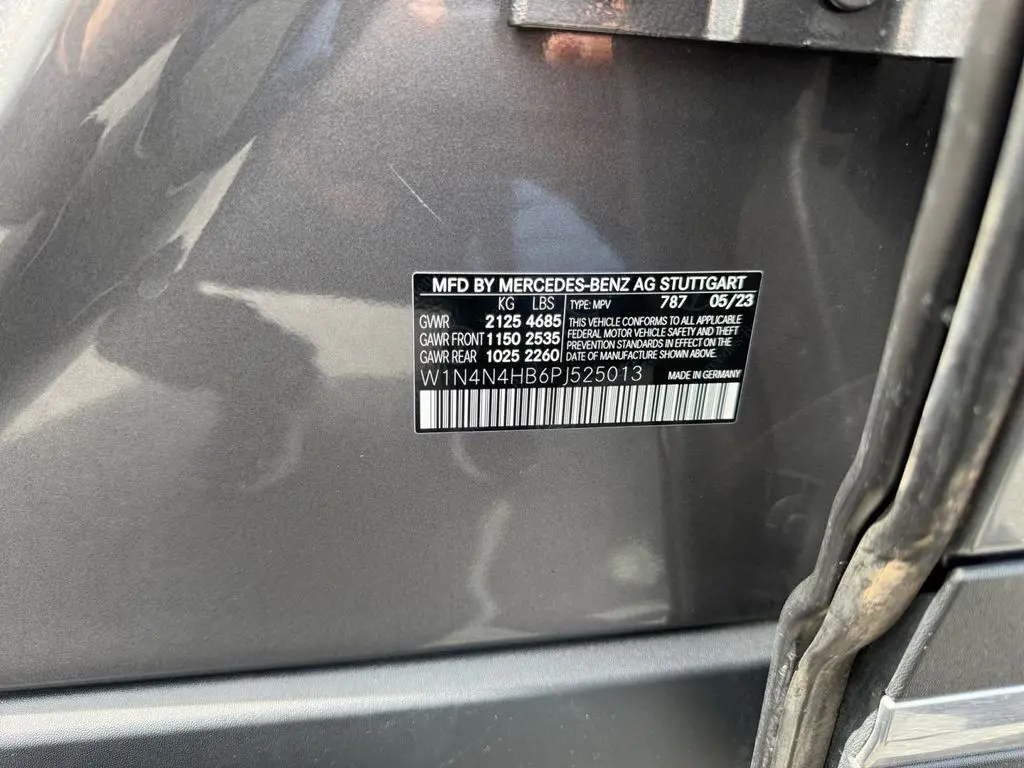 MFD BY MERCEDES-BENZ AG STUTTGART
KG LBS
GVWR 2125 4685
GAWR FRONT 1150 2535
GAWR REAR 1025 2260
TYPE: MPV 787 05/23
THIS VEHICLE CONFORMS TO ALL APPLICABLE
FEDERAL MOTOR VEHICLE SAFETY AND THEFT
PREVENTION STANDARDS IN EFFECT ON THE
DATE OF MANUFACTURE SHOWN ABOVE.
W1N4N4HB6PJ525013 MADE IN GERMANY